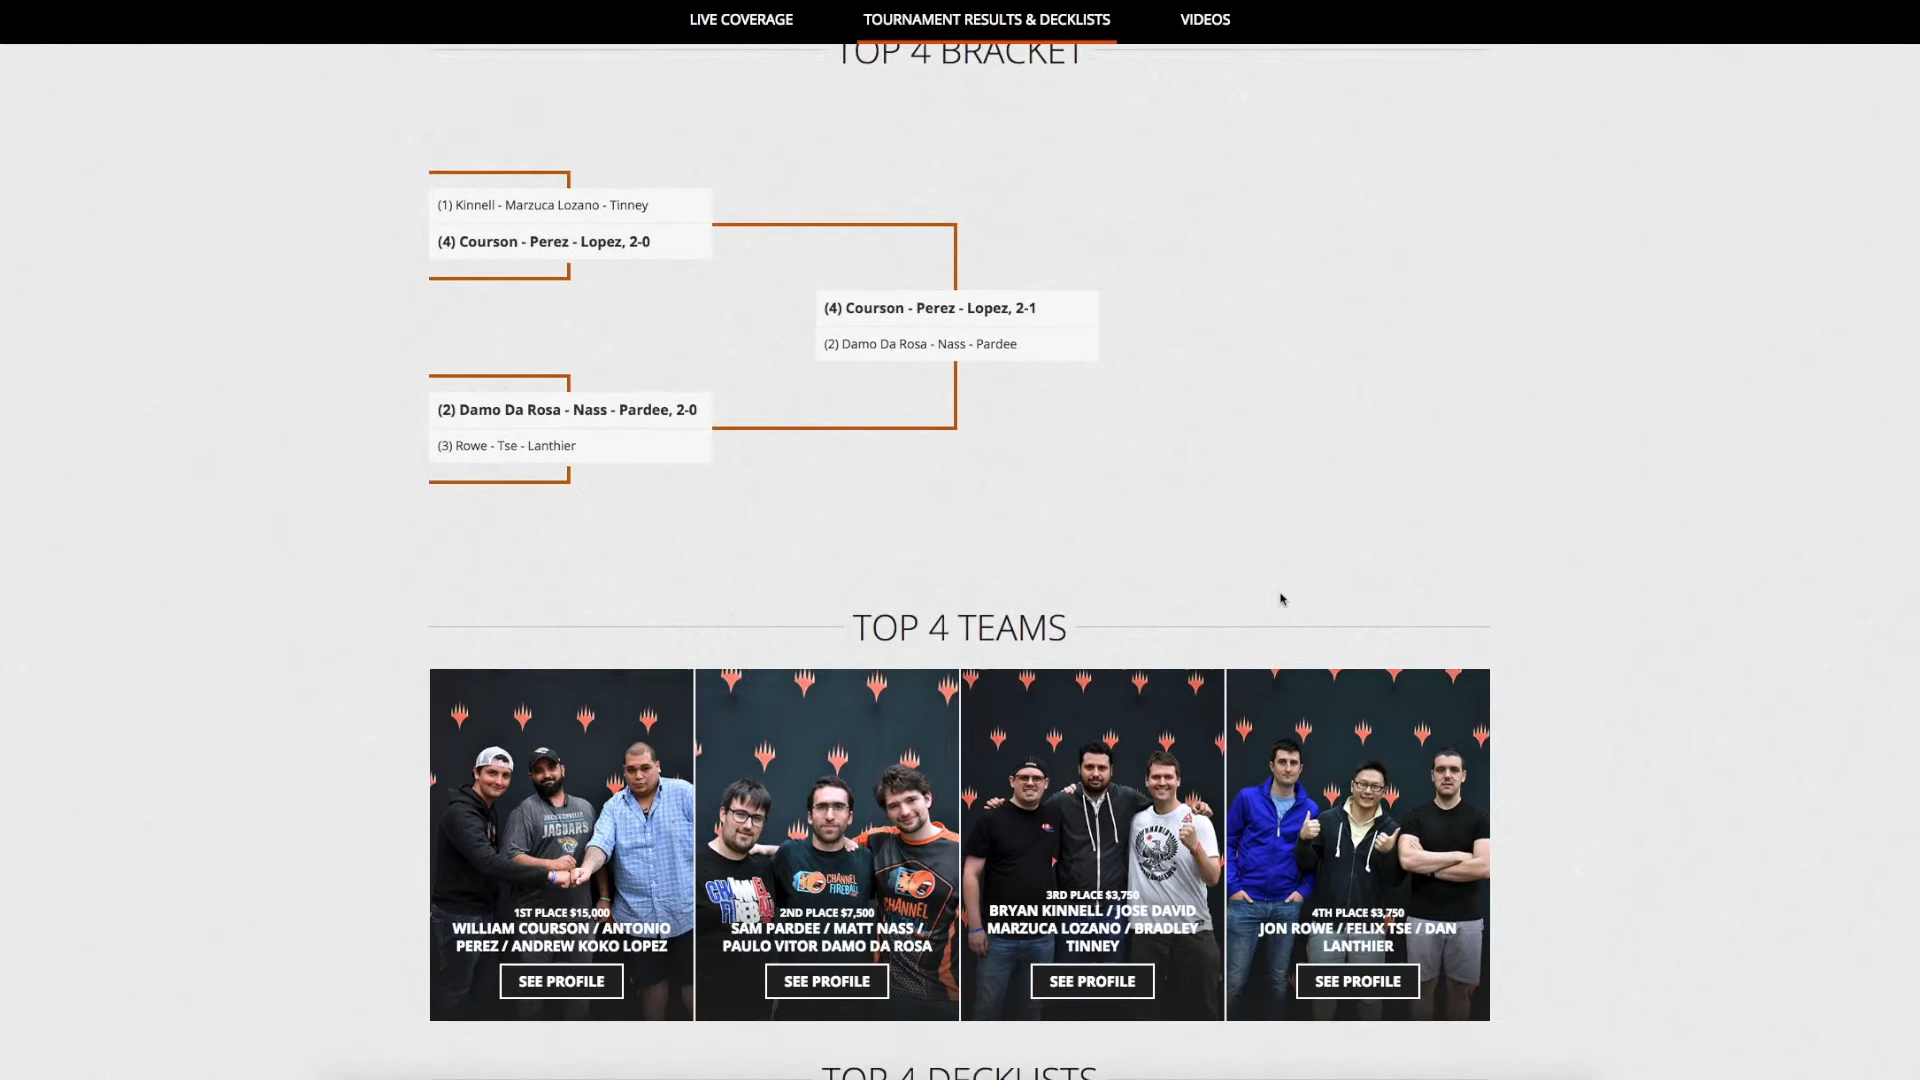 LIVE COVERAGE
TOURNAMENT RESULTS & DECKLISTS
VIDEOS
TOP 4 BRACKET
(1) Kinnell - Marzuca Lozano - Tinney
(4) Courson - Perez - Lopez, 2-0
(4) Courson - Perez - Lopez, 2-1
(2) Damo Da Rosa - Nass - Pardee
(2) Damo Da Rosa - Nass - Pardee, 2-0
(3) Rowe - Tse - Lanthier
TOP 4 TEAMS
JACKSONVILLE
JAGUARS
1ST PLACE $15,000
WILLIAM COURSON / ANTONIO
PEREZ / ANDREW KOKO LOPEZ
SEE PROFILE
CHANNEL
FIREBALL
CHANNEL
2ND PLACE $7,500
SAM PARDEE / MATT NASS /
PAULO VITOR DAMO DA ROSA
SEE PROFILE
3RD PLACE $3,750
BRYAN KINNELL / JOSE DAVID
MARZUCA LOZANO / BRADLEY
TINNEY
SEE PROFILE
4TH PLACE $3,750
JON ROWE / FELIX TSE / DAN
LANTHIER
SEE PROFILE
TOP 4 DECKLISTS